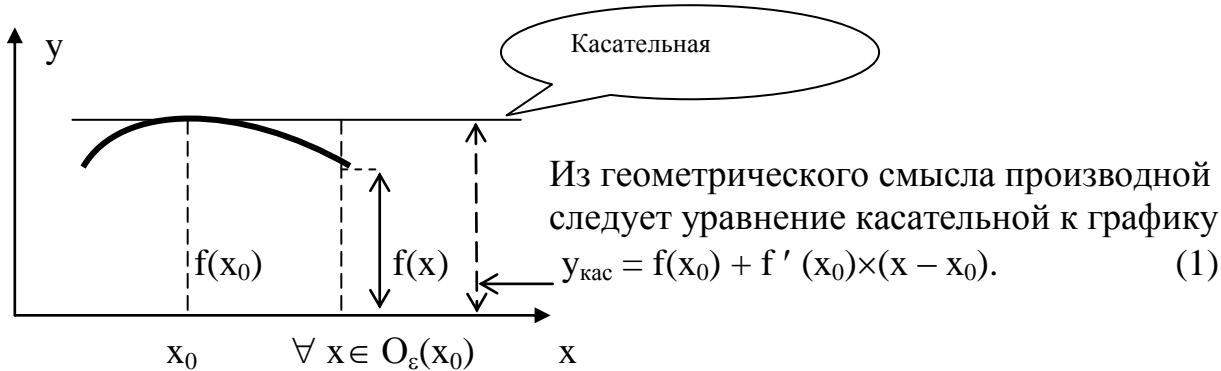 Касательная
y
Из геометрического смысла производной
следует уравнение касательной к графику
f(x₀) f(x) yкас = f(x₀) + f ′ (x₀)×(x – x₀). (1)
x₀ ∀ x∈ Oε(x₀) x